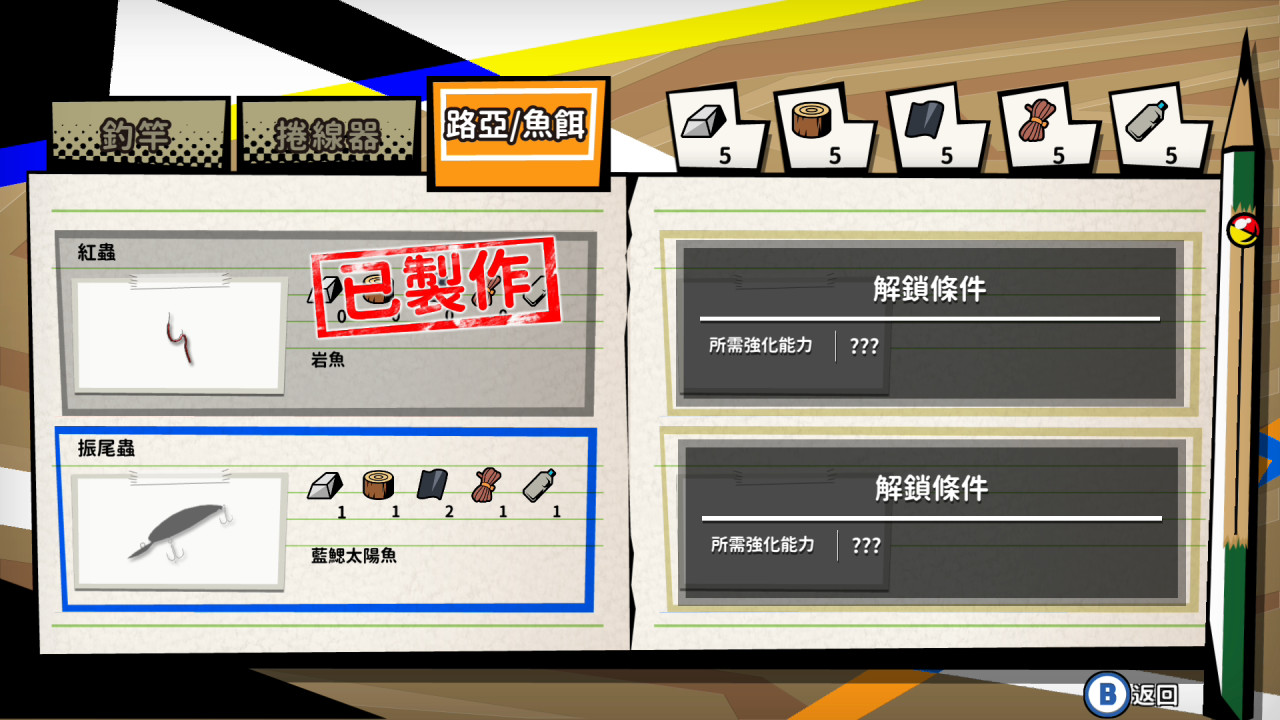 釣竿
捲線器
路亞/魚餌
5
5
5
5
5
紅蟲
已製作
0
岩魚
振尾蟲
1
1
2
1
1
藍鰓太陽魚
解鎖條件
所需強化能力
???
解鎖條件
所需強化能力
???
B 返回